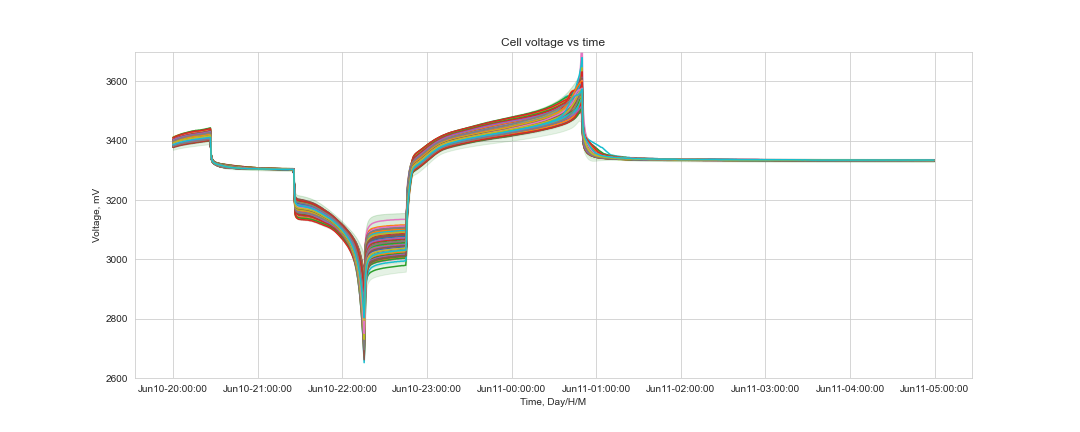 Cell voltage vs time
Voltage, mV
3600
3400
3200
3000
2800
2600
Jun10-20:00:00 Jun10-21:00:00 Jun10-22:00:00 Jun10-23:00:00 Jun11-00:00:00 Jun11-01:00:00 Jun11-02:00:00 Jun11-03:00:00 Jun11-04:00:00 Jun11-05:00:00
Time, Day/H/M